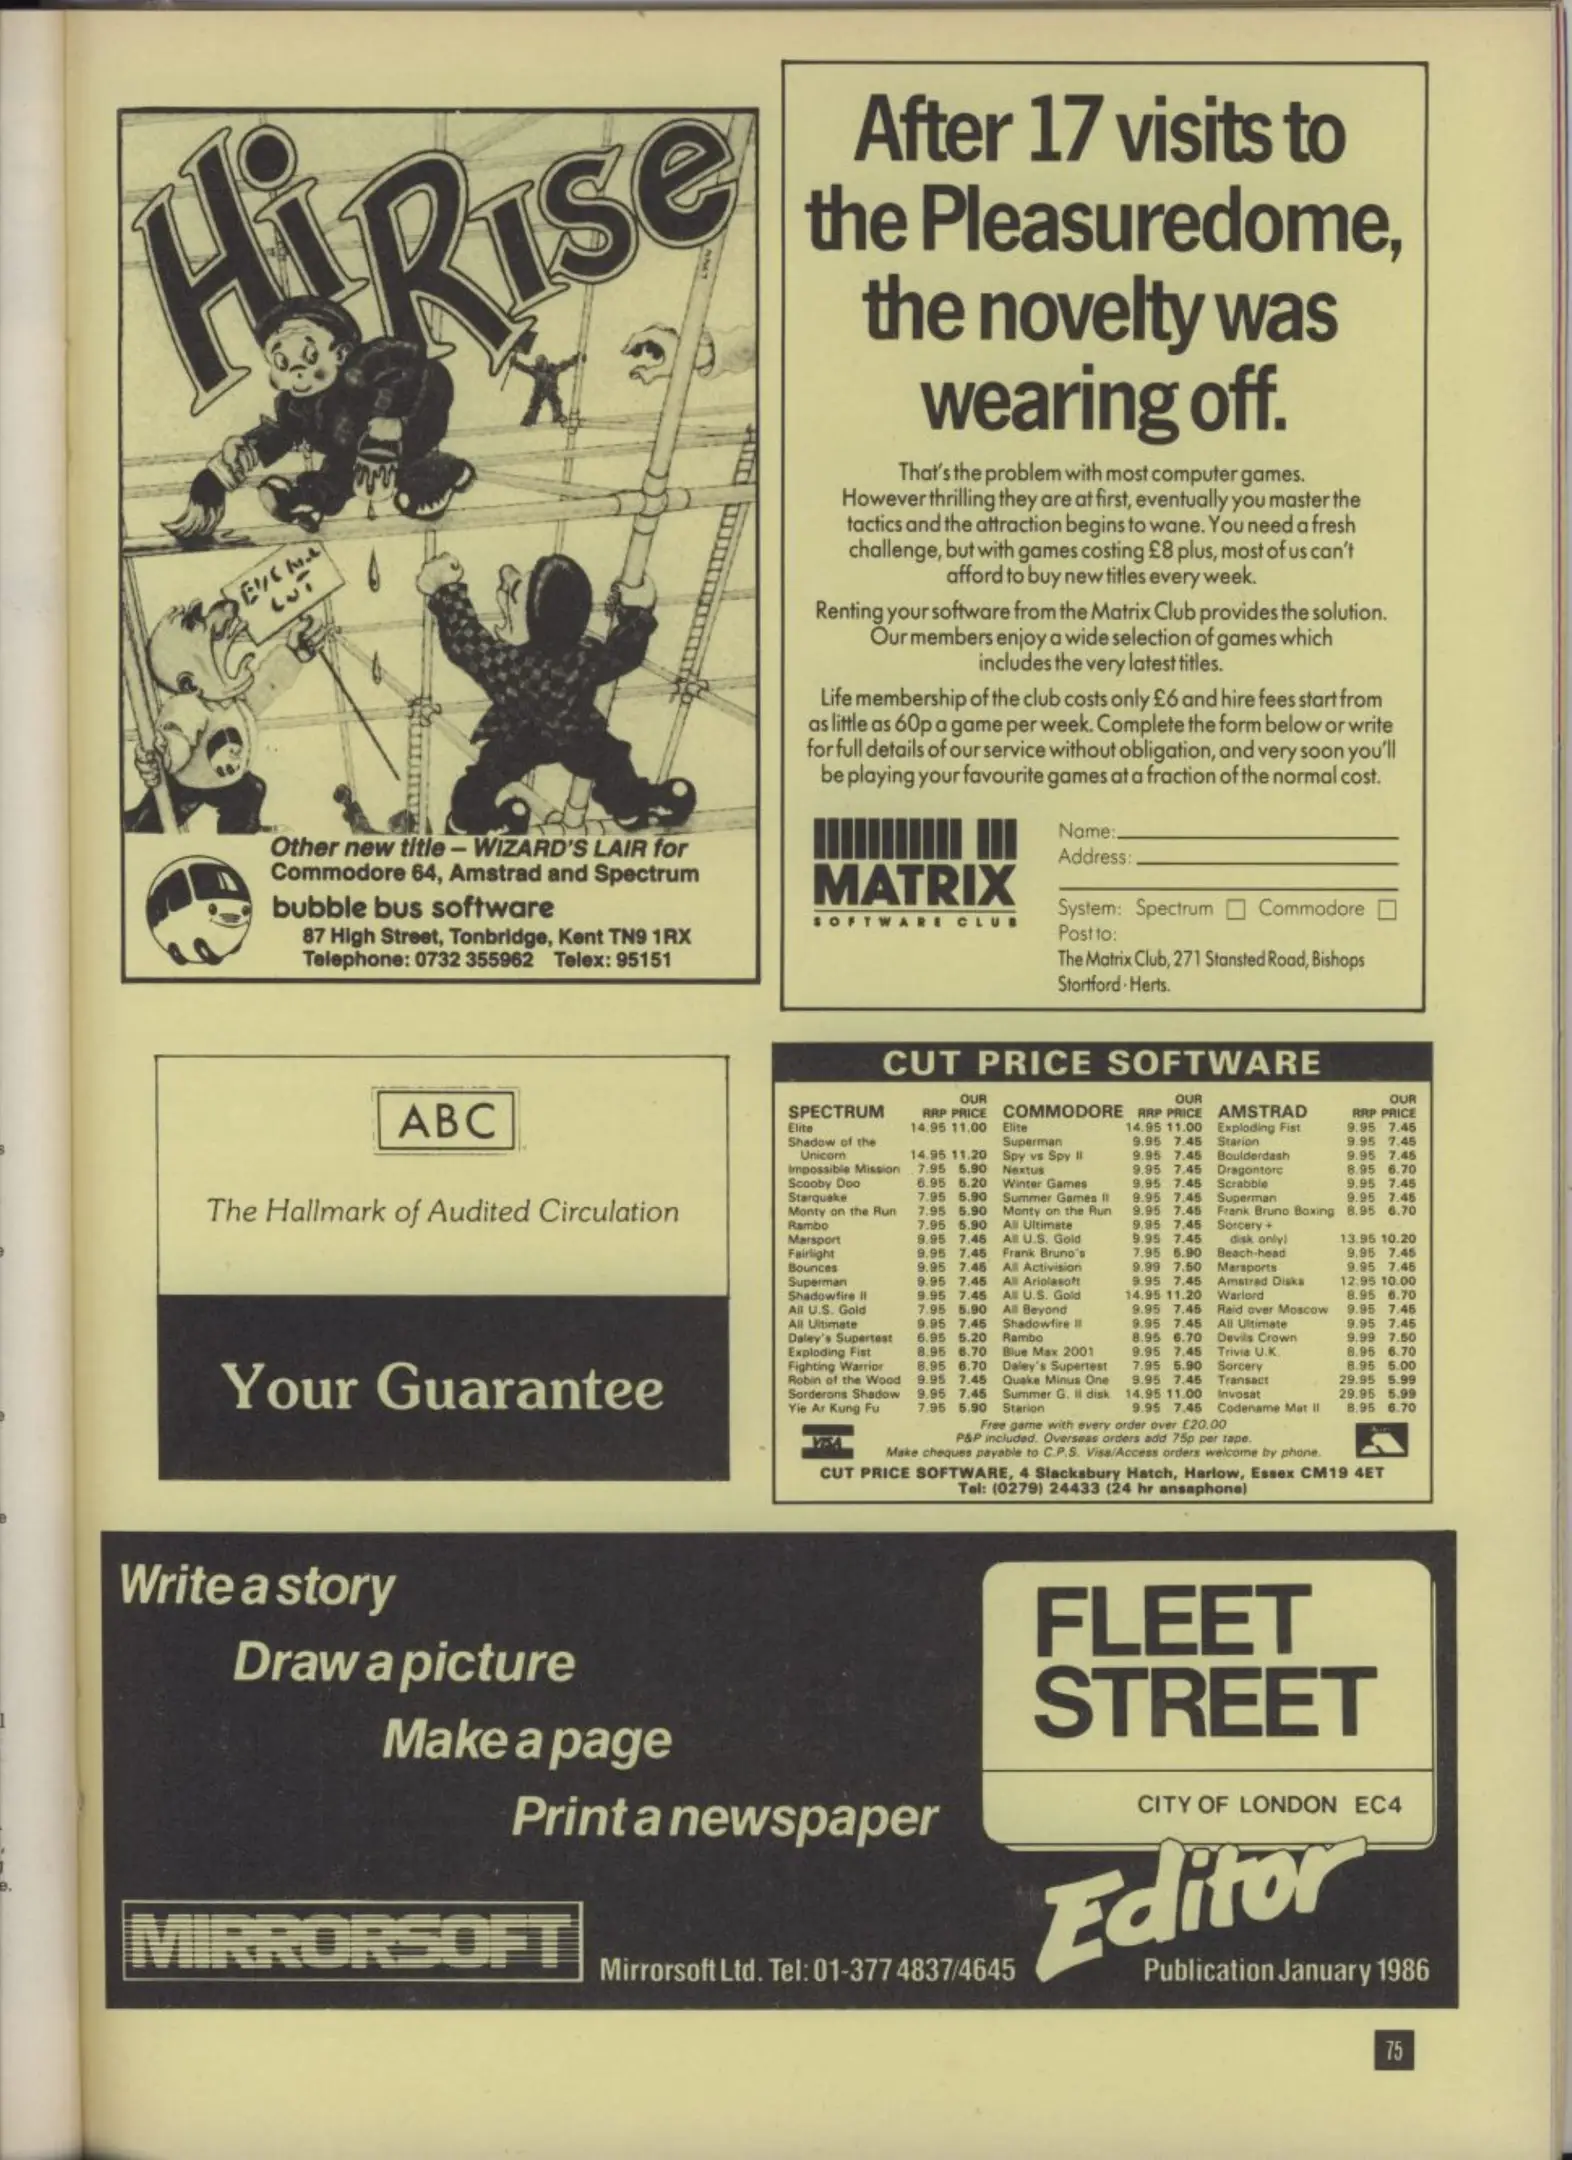 Hi Rise
LYNN
Other new title – WIZARD'S LAIR for
Commodore 64, Amstrad and Spectrum
bubble bus software
87 High Street, Tonbridge, Kent TN9 1RX
Telephone: 0732 355962 Telex: 95151
After 17 visits to
the Pleasuredome,
the novelty was
wearing off.
That's the problem with most computer games.
However thrilling they are at first, eventually you master the
tactics and the attraction begins to wane. You need a fresh
challenge, but with games costing £8 plus, most of us can't
afford to buy new titles every week.
Renting your software from the Matrix Club provides the solution.
Our members enjoy a wide selection of games which
includes the very latest titles.
Life membership of the club costs only £6 and hire fees start from
as little as 60p a game per week. Complete the form below or write
for full details of our service without obligation, and very soon you'll
be playing your favourite games at a fraction of the normal cost.
MATRIX
SOFTWARE CLUB
Name:
Address:
System: Spectrum Commodore
Post to:
The Matrix Club, 271 Stansted Road, Bishops
Stortford · Herts.
ABC
The Hallmark of Audited Circulation
Your Guarantee
CUT PRICE SOFTWARE
OUR
SPECTRUM RRP PRICE
Elite 14.95 11.00
Shadow of the
Unicorn 14.95 11.20
Impossible Mission 7.95 5.90
Scooby Doo 6.95 5.20
Starquake 7.95 5.90
Monty on the Run 7.95 5.90
Rambo 7.95 5.90
Marsport 9.95 7.45
Fairlight 9.95 7.45
Bounces 9.95 7.45
Superman 9.95 7.45
Shadowfire II 9.95 7.45
All U.S. Gold 7.95 5.90
All Ultimate 9.95 7.45
Daley's Supertest 6.95 5.20
Exploding Fist 8.95 6.70
Fighting Warrior 8.95 6.70
Robin of the Wood 9.95 7.45
Sorderons Shadow 9.95 7.45
Yie Ar Kung Fu 7.95 5.90
OUR
COMMODORE RRP PRICE
Elite 14.95 11.00
Superman 9.95 7.45
Spy vs Spy II 9.95 7.45
Nextus 9.95 7.45
Winter Games 9.95 7.45
Summer Games II 9.95 7.45
Monty on the Run 9.95 7.45
All Ultimate 9.95 7.45
All U.S. Gold 9.95 7.45
Frank Bruno's 7.95 5.90
All Activision 9.99 7.50
All Ariolasoft 9.95 7.45
All U.S. Gold 14.95 11.20
All Beyond 9.95 7.45
Shadowfire II 9.95 7.45
Rambo 8.95 6.70
Blue Max 2001 9.95 7.45
Daley's Supertest 7.95 5.90
Quake Minus One 9.95 7.45
Summer G. II disk 14.95 11.00
Starion 9.95 7.45
OUR
AMSTRAD RRP PRICE
Exploding Fist 9.95 7.45
Starion 9.95 7.45
Boulderdash 9.95 7.45
Dragontorc 8.95 6.70
Scrabble 9.95 7.45
Superman 9.95 7.45
Frank Bruno Boxing 8.95 6.70
Sorcery +
disk only) 13.95 10.20
Beach-head 9.95 7.45
Marsports 9.95 7.45
Amstrad Disks 12.95 10.00
Warlord 8.95 6.70
Raid over Moscow 9.95 7.45
All Ultimate 9.95 7.45
Devils Crown 9.99 7.50
Trivia U.K. 8.95 6.70
Sorcery 8.95 5.00
Transact 29.95 5.99
Invosat 29.95 5.99
Codename Mat II 8.95 6.70
VISA
Free game with every order over £20.00
P&P included. Overseas orders add 75p per tape.
Make cheques payable to C.P.S. Visa/Access orders welcome by phone.
CUT PRICE SOFTWARE, 4 Slacksbury Hatch, Harlow, Essex CM19 4ET
Tel: (0279) 24433 (24 hr ansaphone)
Write a story
Draw a picture
Make a page
Print a newspaper
MIRRORSOFT
Mirrorsoft Ltd. Tel: 01-377 4837/4645
FLEET
STREET
CITY OF LONDON EC4
Editor
Publication January 1986
75